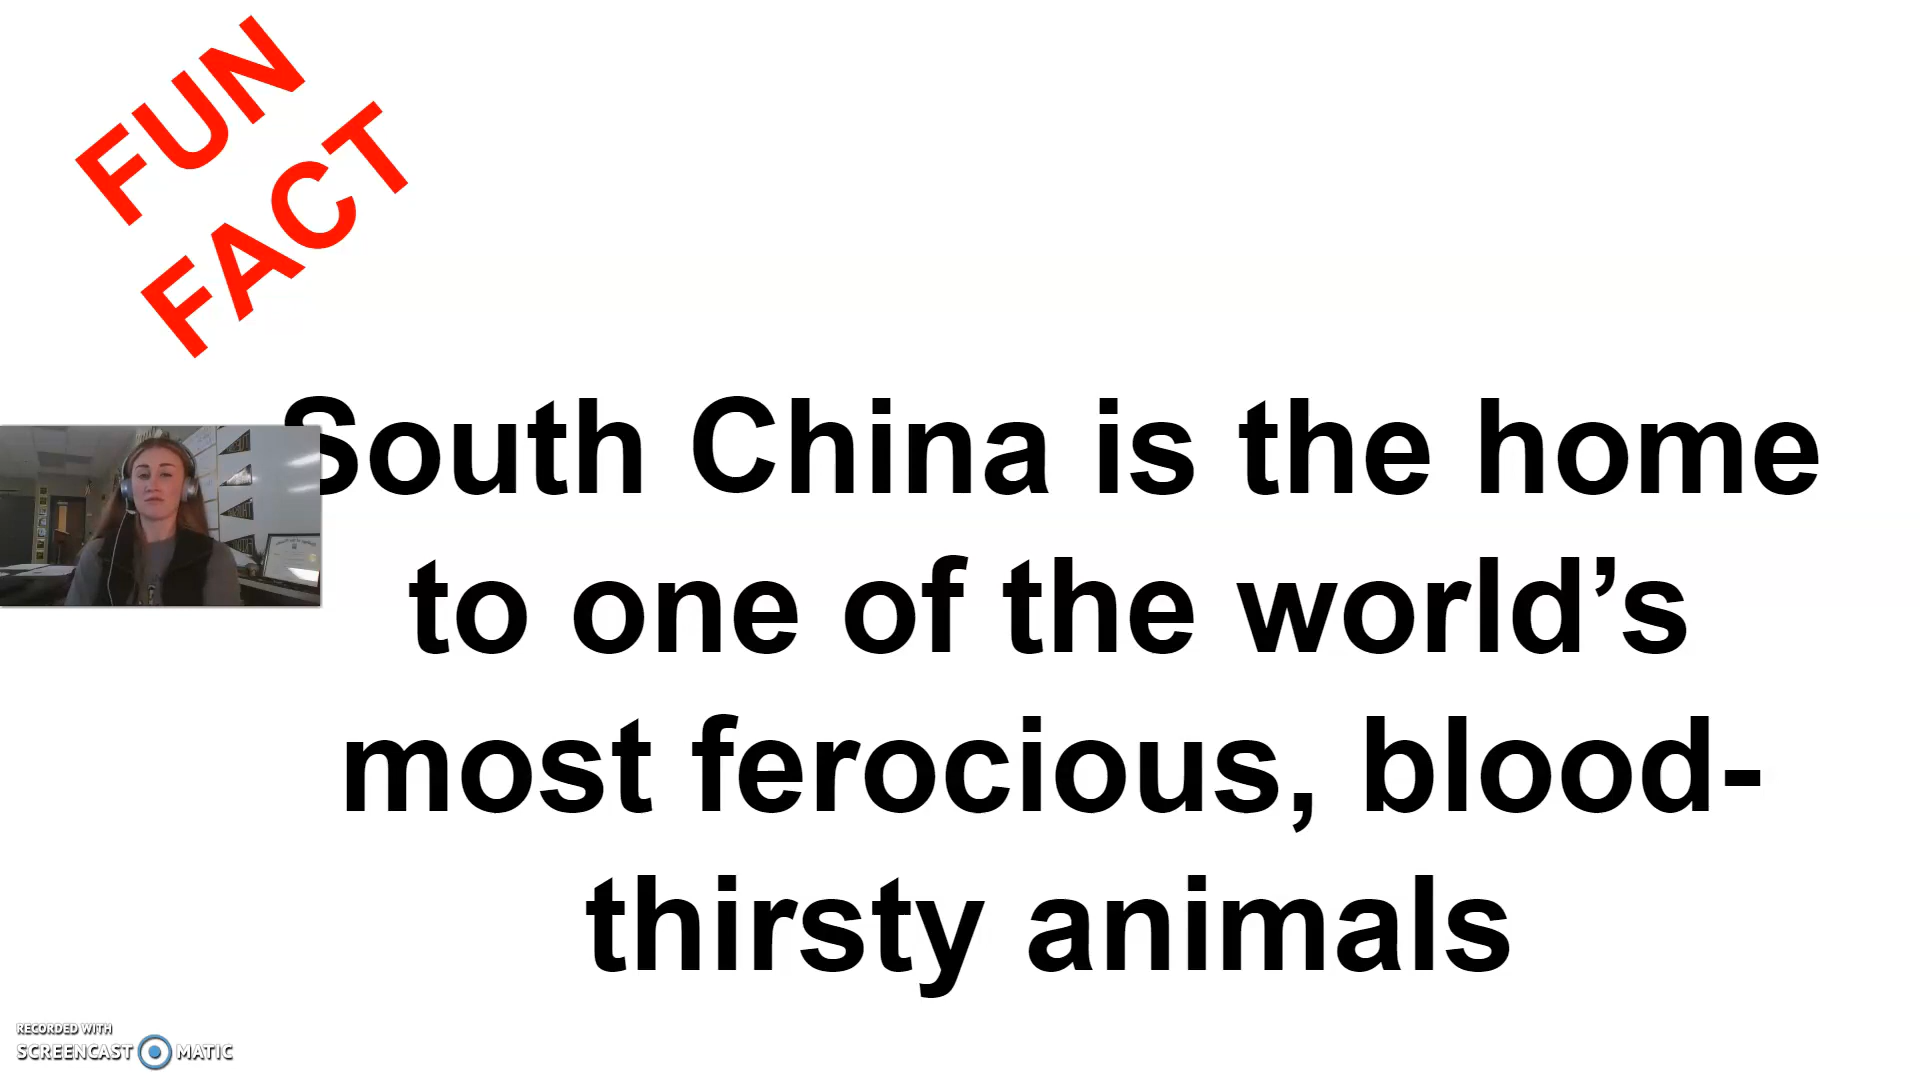 FUN
FACT
South China is the home
to one of the world’s
most ferocious, blood-
thirsty animals
RECORDED WITH
SCREENCAST MATIC